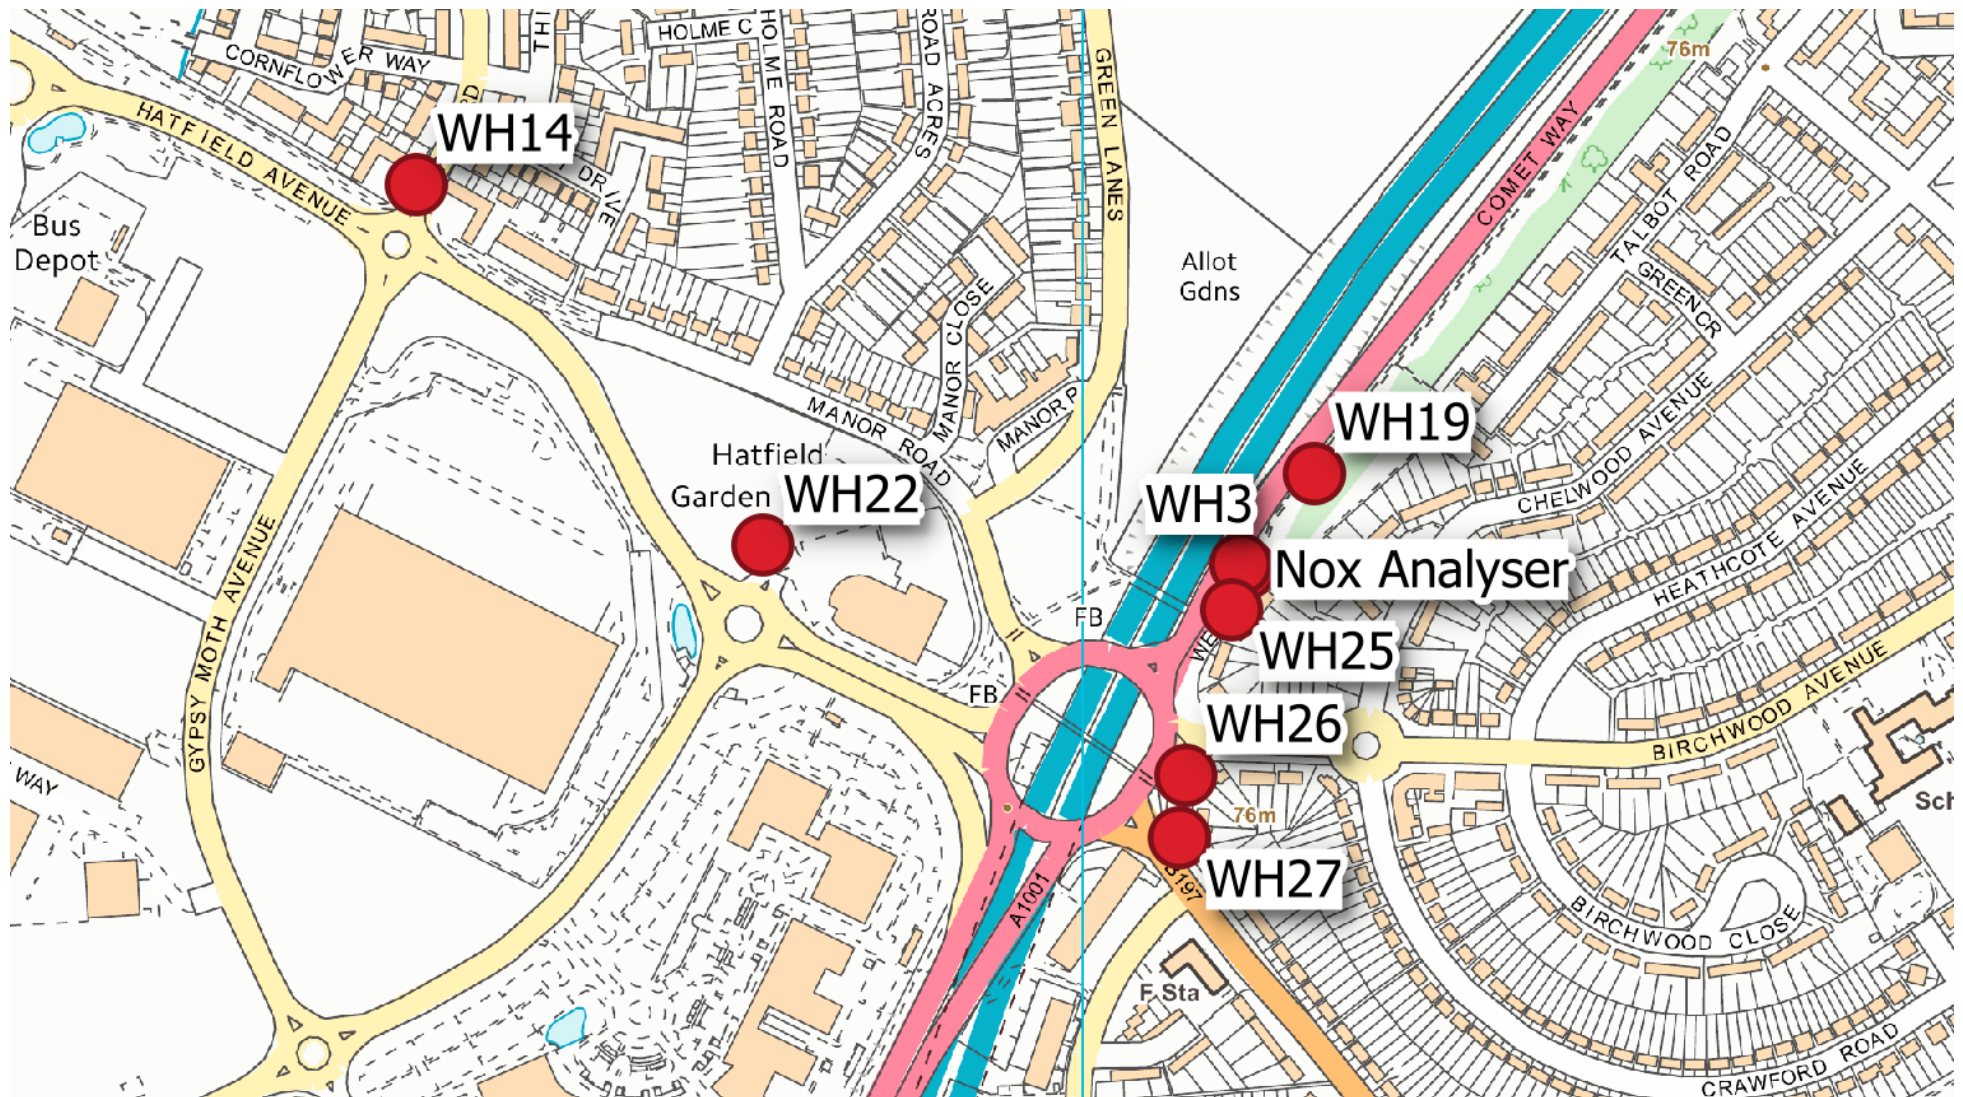 HOLME C
THI
CORNFLOWER WAY
HOLME ROAD
ROAD ACRES
GREEN LANES
76m
COMET WAY
HATFIELD AVENUE
WH14
DRIVE
TALBOT ROAD
Bus
Depot
Allot
Gdns
GREEN CR
MANOR CLOSE
MANOR ROAD
MANOR P
WH19
CHELWOOD AVENUE
Hatfield
Garden
WH22
WH3
HEATHCOTE AVENUE
Nox Analyser
GYPSY MOTH AVENUE
FB
WE
WH25
FB
WH26
BIRCHWOOD AVENUE
WAY
76m
Sch
WH27
B197
A1001
BIRCHWOOD CLOSE
F Sta
CRAWFORD ROAD